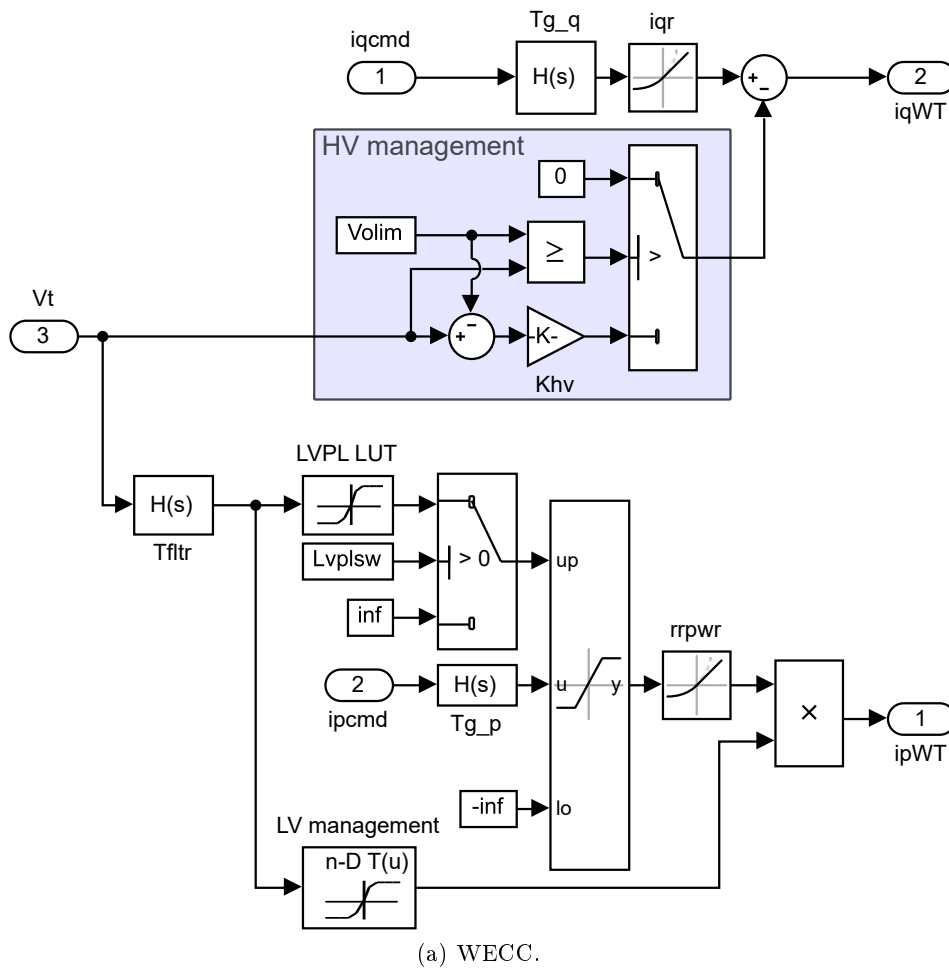 Tg_q
iqr
iqcmd
1
H(s)
+
−
2
iqWT
HV management
0
Volim
≥
>
Vt
3
+
−
-K-
Khv
LVPL LUT
H(s)
Tfltr
Lvplsw
> 0
up
inf
rrpwr
2
H(s)
u
y
ipcmd
Tg_p
×
1
ipWT
-inf
lo
LV management
n-D T(u)
(a) WECC.